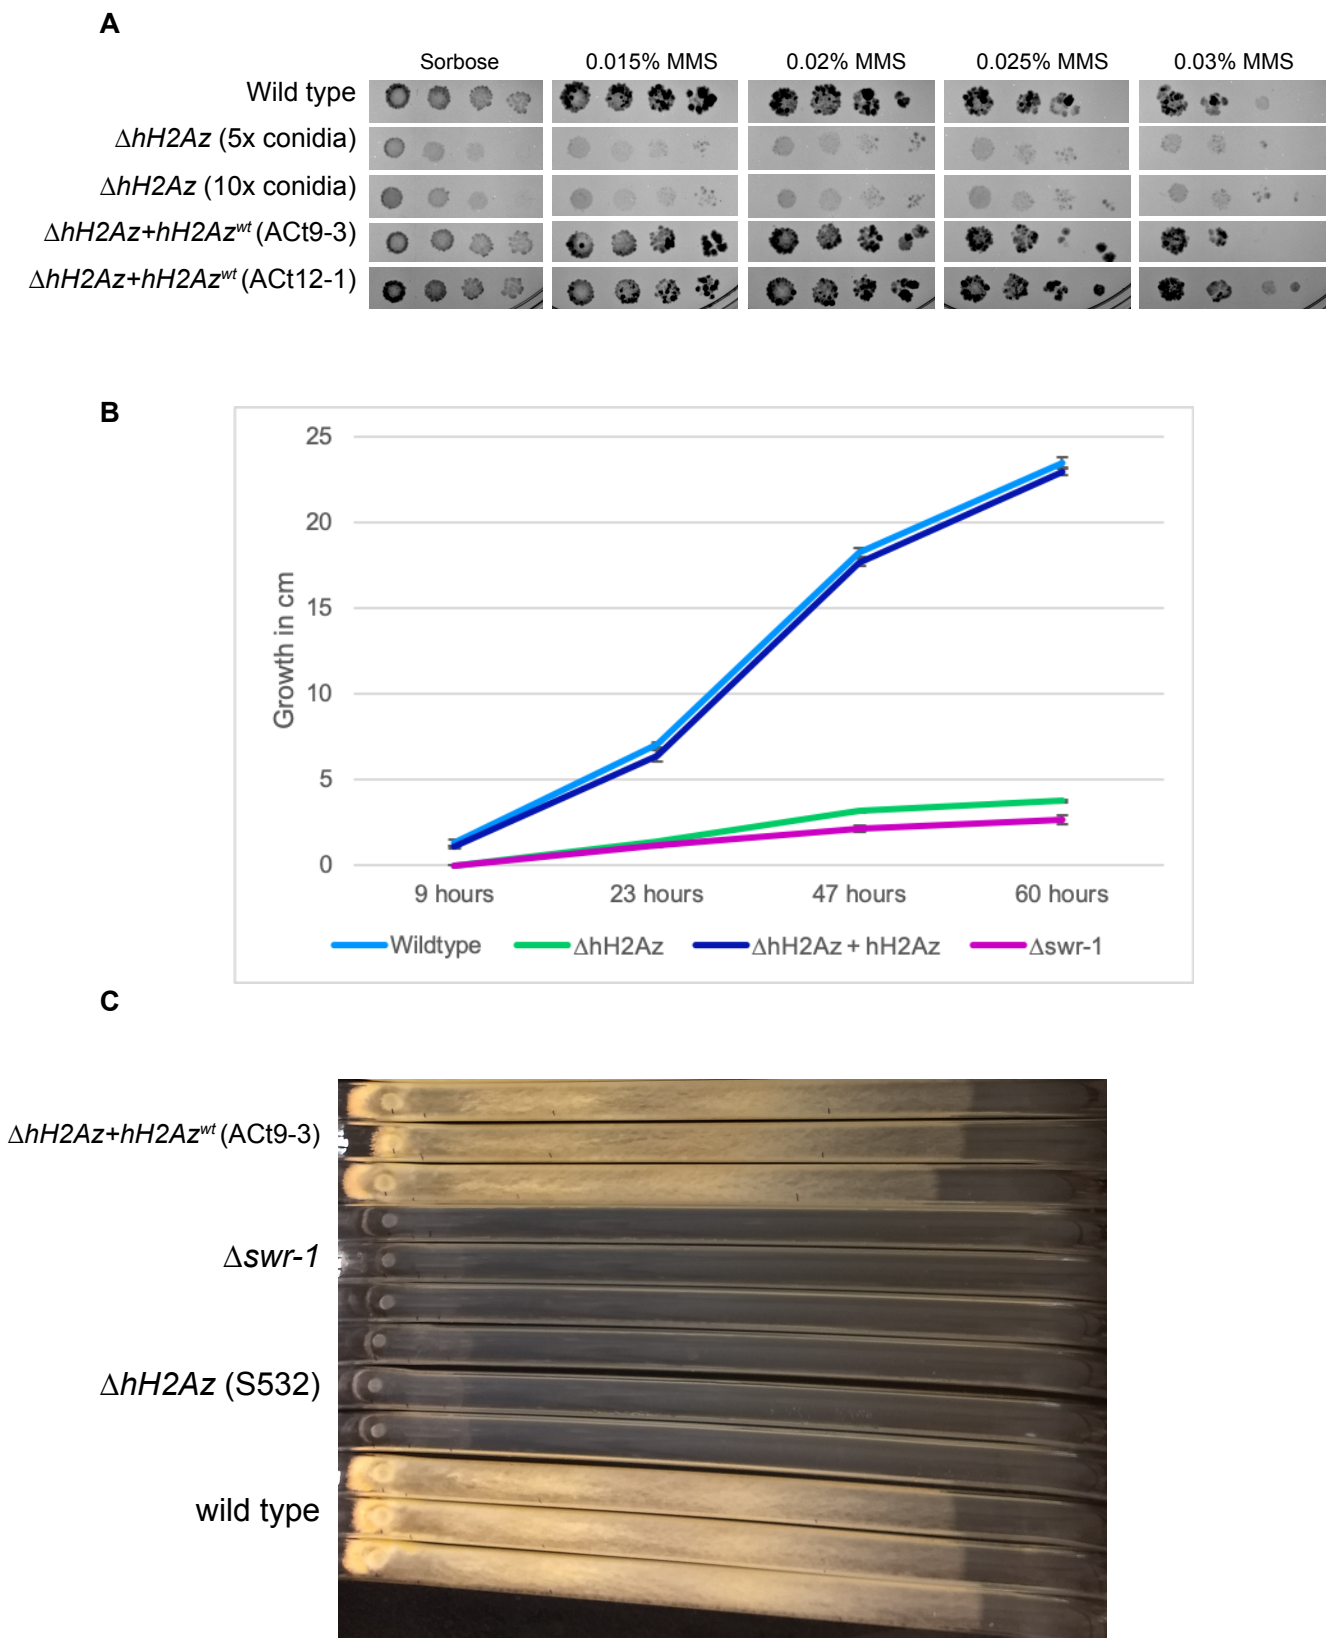 A
Sorbose 0.015% MMS 0.02% MMS 0.025% MMS 0.03% MMS
Wild type
ΔhH2Az (5x conidia)
ΔhH2Az (10x conidia)
ΔhH2Az+hH2Azwt (ACt9-3)
ΔhH2Az+hH2Azwt (ACt12-1)
B
25
20
15
10
5
0
Growth in cm
9 hours 23 hours 47 hours 60 hours
Wildtype ΔhH2Az ΔhH2Az + hH2Az Δswr-1
C
ΔhH2Az+hH2Azwt (ACt9-3)
Δswr-1
ΔhH2Az (S532)
wild type